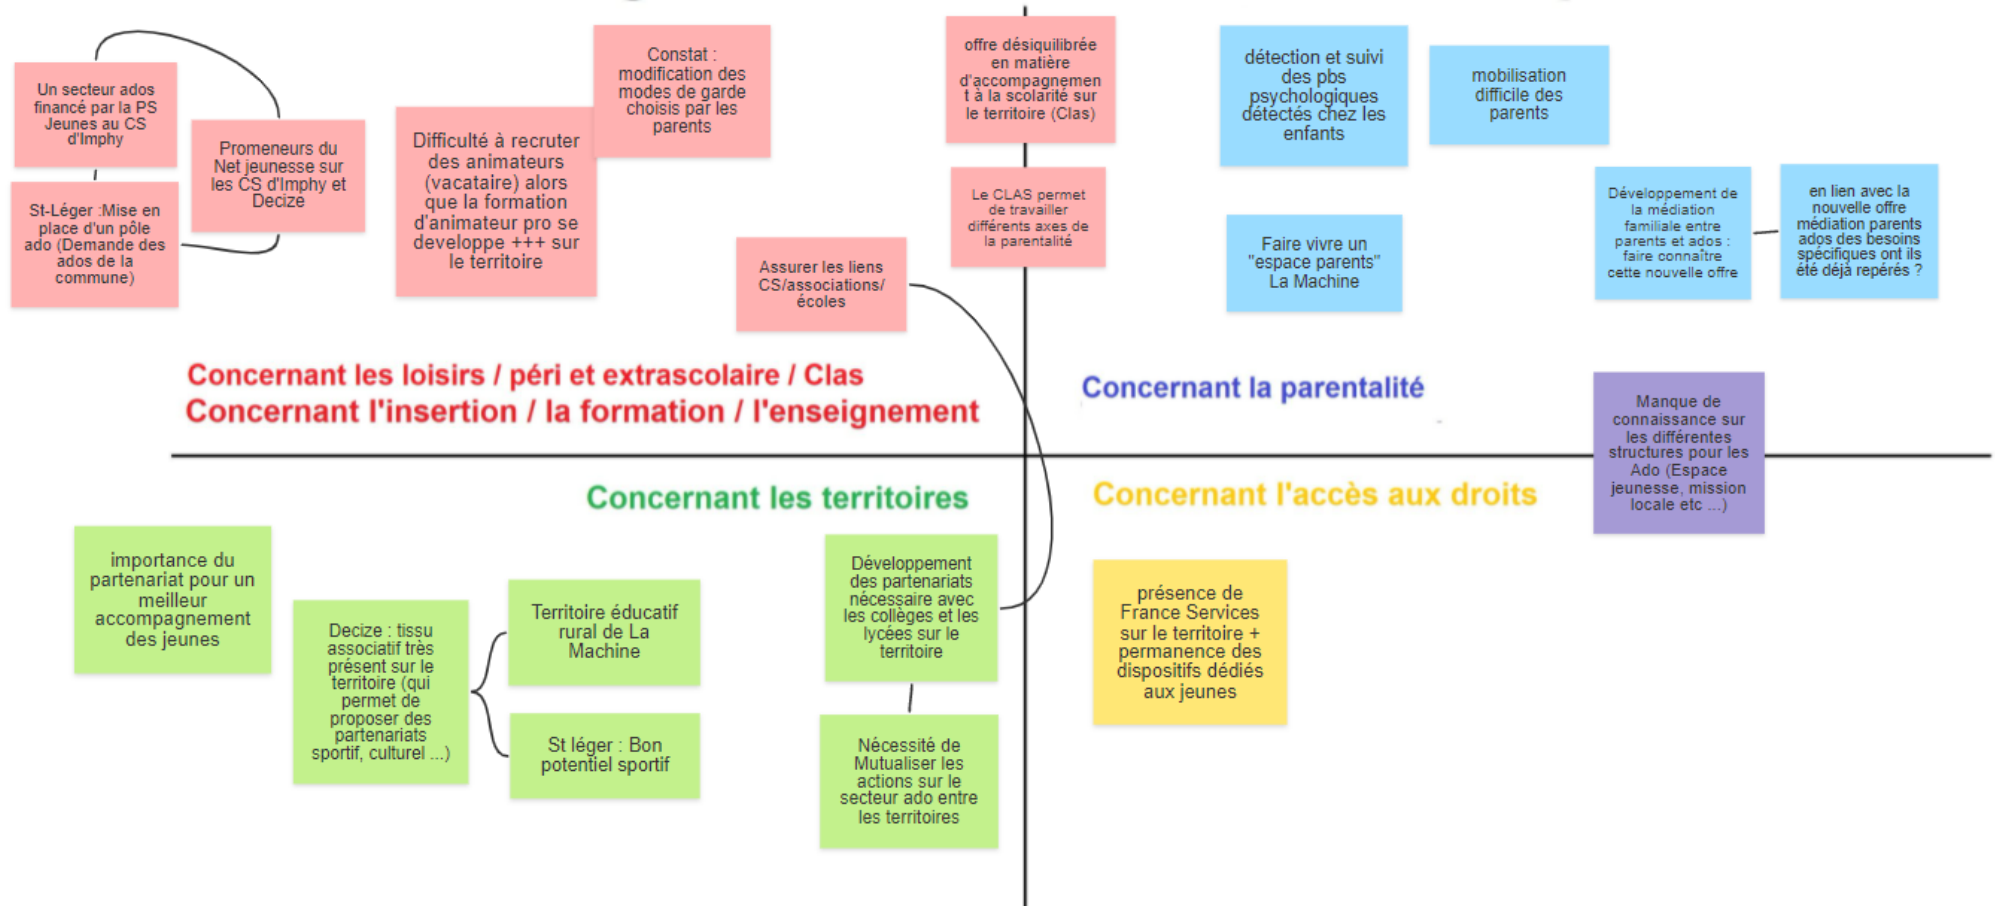 Un secteur ados
financé par la PS
Jeunes au CS
d'Imphy
Promeneurs du
Net jeunesse sur
les CS d'Imphy et
Decize
St-Léger :Mise en
place d'un pôle
ado (Demande des
ados de la
commune)
Difficulté à recruter
des animateurs
(vacataire) alors
que la formation
d'animateur pro se
developpe +++ sur
le territoire
Constat :
modification des
modes de garde
choisis par les
parents
Assurer les liens
CS/associations/
écoles
offre désiquilibrée
en matière
d'accompagnemen
t à la scolarité sur
le territoire (Clas)
Le CLAS permet
de travailler
différents axes de
la parentalité
Concernant les loisirs / péri et extrascolaire / Clas
Concernant l'insertion / la formation / l'enseignement
détection et suivi
des pbs
psychologiques
détectés chez les
enfants
mobilisation
difficile des
parents
Faire vivre un
"espace parents"
La Machine
Développement de
la médiation
familiale entre
parents et ados :
faire connaître
cette nouvelle offre
en lien avec la
nouvelle offre
médiation parents
ados des besoins
spécifiques ont ils
été déjà repérés ?
Concernant la parentalité
Manque de
connaissance sur
les différentes
structures pour les
Ado (Espace
jeunesse, mission
locale etc ...)
Concernant les territoires
importance du
partenariat pour un
meilleur
accompagnement
des jeunes
Decize : tissu
associatif très
présent sur le
territoire (qui
permet de
proposer des
partenariats
sportif, culturel ...)
Territoire éducatif
rural de La
Machine
St léger : Bon
potentiel sportif
Développement
des partenariats
nécessaire avec
les collèges et les
lycées sur le
territoire
Nécessité de
Mutualiser les
actions sur le
secteur ado entre
les territoires
Concernant l'accès aux droits
présence de
France Services
sur le territoire +
permanence des
dispositifs dédiés
aux jeunes